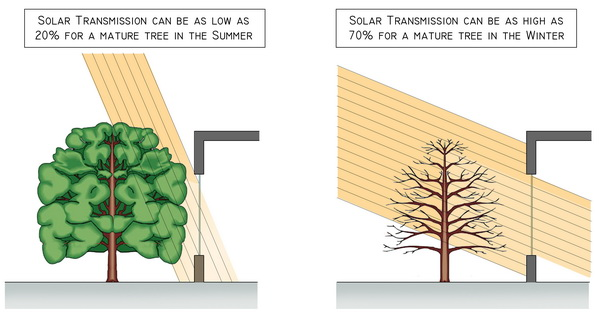 Solar Transmission can be as low as
20% for a mature tree in the Summer
Solar Transmission can be as high as
70% for a mature tree in the Winter